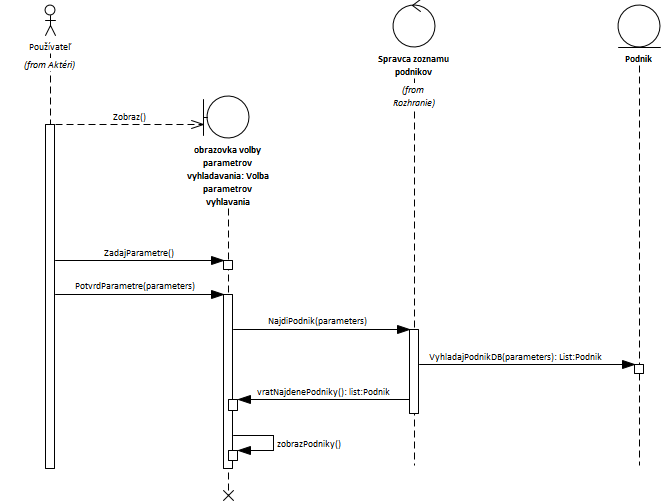 Používateľ
(from Aktéri)
Spravca zoznamu
podnikov
(from
Rozhranie)
Podnik
Zobraz()
obrazovka volby
parametrov
vyhladavania: Volba
parametrov
vyhlavania
ZadajParametre()
PotvrdParametre(parameters)
NajdiPodnik(parameters)
VyhladajPodnikDB(parameters): List:Podnik
vratNajdenePodniky(): list:Podnik
zobrazPodniky()